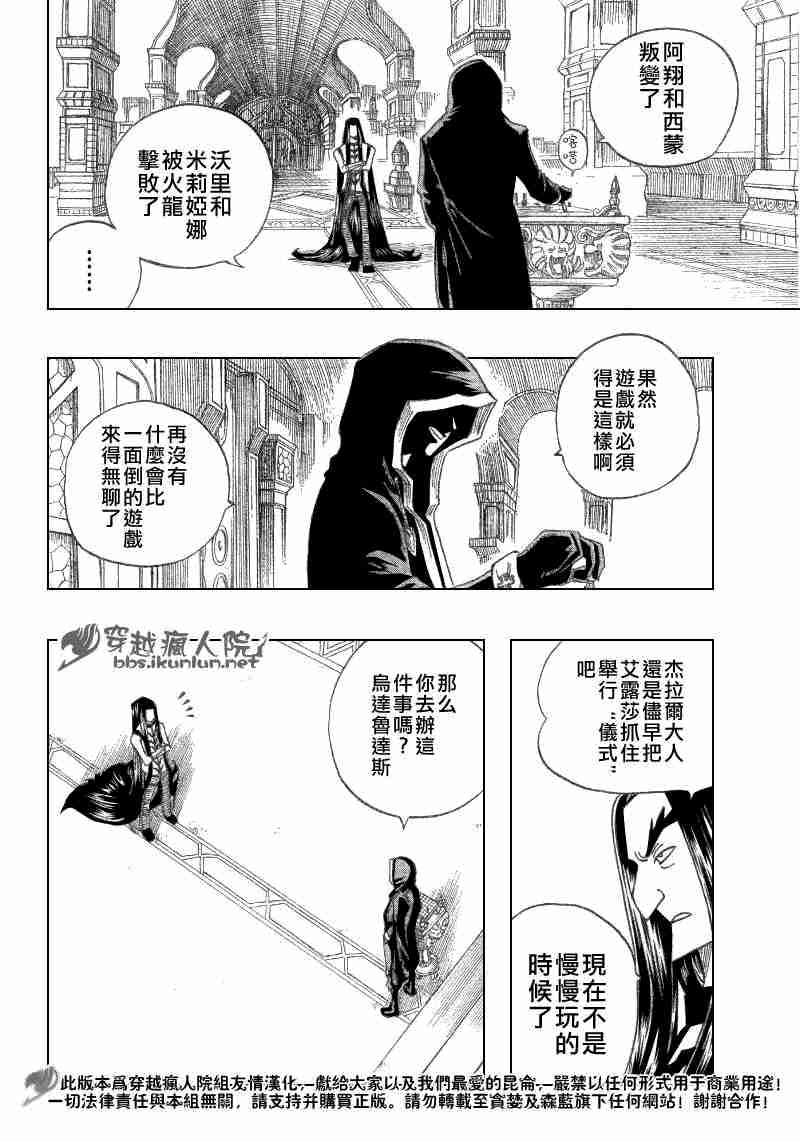 阿翔和西蒙
叛變了
喀嗒
沃里和
米莉婭娜
被火龍
擊敗了
……
果然
遊戲就必須
得是這樣啊
再沒有
什麼會比
一面倒的遊戲
來得無聊了
杰拉爾大人
還是儘早把
艾露莎抓住
舉行〝儀式〞
吧
現在不是
慢慢玩的
時候了
那么
你去辦這
件事嗎？
烏達魯達斯
穿越瘋人院
bbs.ikunlun.net
此版本爲穿越瘋人院組友情漢化，獻給大家以及我們最愛的昆侖，嚴禁以任何形式用于商業用途！
一切法律責任與本組無關，請支持并購買正版。請勿轉載至貪婪及森藍旗下任何網站！謝謝合作！